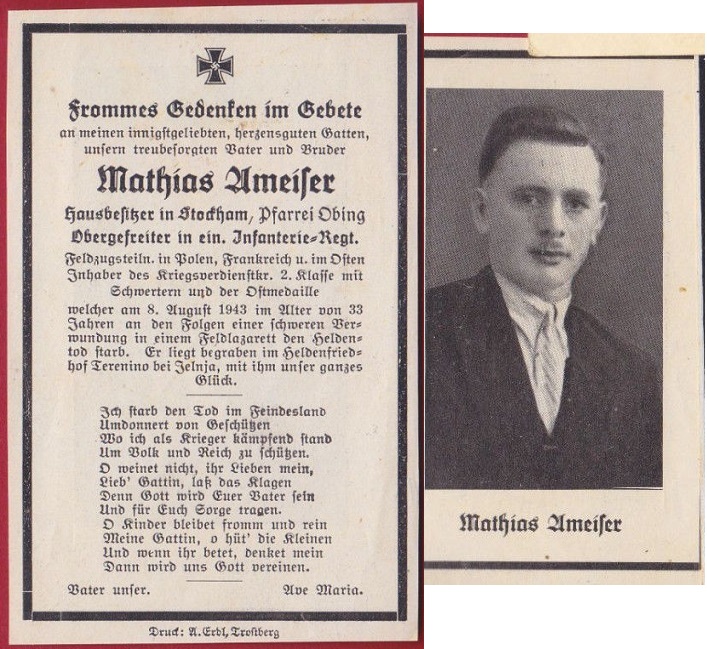 Frommes Gedenken im Gebete
an meinen innigstgeliebten, herzensguten Gatten,
unsern treubesorgten Vater und Bruder
Mathias Ameiser
Hausbesitzer in Stockham, Pfarrei Obing
Obergefreiter in ein. Infanterie-Regt.
Feldzugsteiln. in Polen, Frankreich u. im Osten
Inhaber des Kriegsverdienstkr. 2. Klasse mit
Schwertern und der Ostmedaille
welcher am 8. August 1943 im Alter von 33
Jahren an den Folgen einer schweren Ver-
wundung in einem Feldlazarett den Helden-
tod starb. Er liegt begraben im Heldenfried-
hof Terenino bei Jelnja, mit ihm unser ganzes
Glück.
Ich starb den Tod im Feindesland
Umdonnert von Geschützen
Wo ich als Krieger kämpfend stand
Um Volk und Reich zu schützen.
O weinet nicht, ihr Lieben mein,
Lieb' Gattin, laß das Klagen
Denn Gott wird Euer Vater sein
Und für Euch Sorge tragen.
O Kinder bleibet fromm und rein
Meine Gattin, o hüt' die Kleinen
Und wenn ihr betet, denket mein
Dann wird uns Gott vereinen.
Vater unser. Ave Maria.
Druck: A. Erdl, Trostberg
Mathias Ameiser